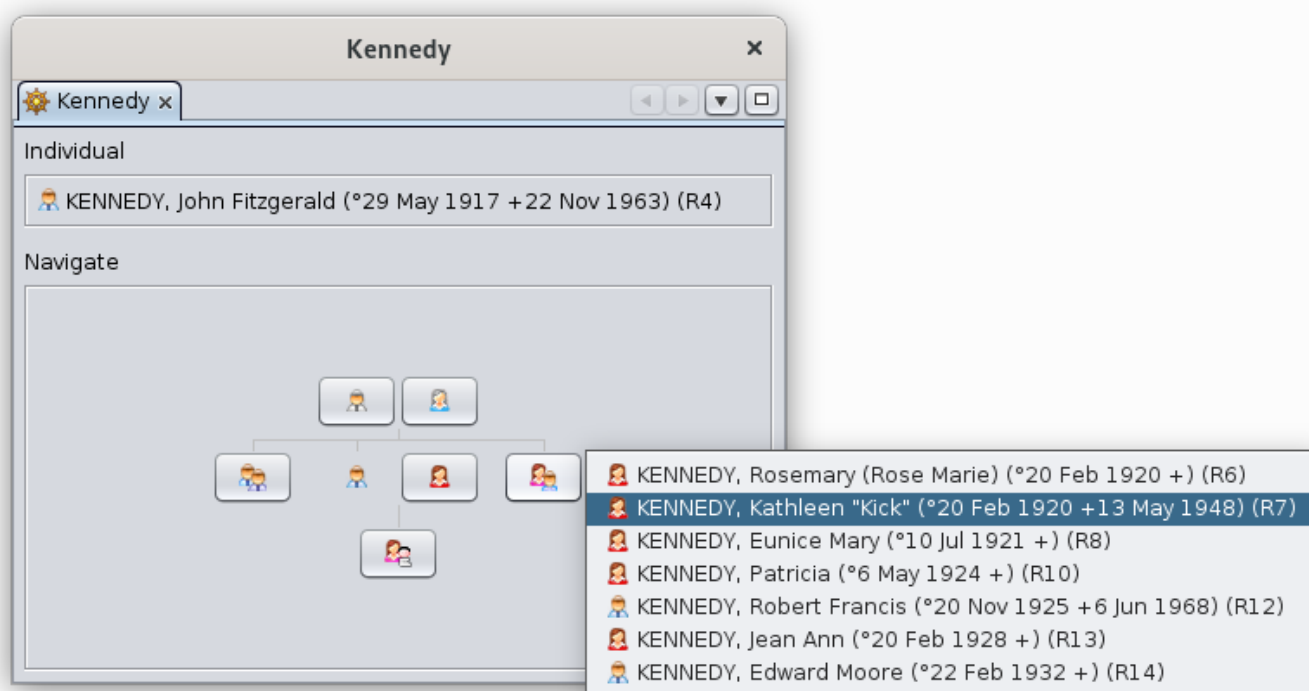 Kennedy
Kennedy
Individual
KENNEDY, John Fitzgerald (°29 May 1917 +22 Nov 1963) (R4)
Navigate
KENNEDY, Rosemary (Rose Marie) (°20 Feb 1920 +) (R6)
KENNEDY, Kathleen "Kick" (°20 Feb 1920 +13 May 1948) (R7)
KENNEDY, Eunice Mary (°10 Jul 1921 +) (R8)
KENNEDY, Patricia (°6 May 1924 +) (R10)
KENNEDY, Robert Francis (°20 Nov 1925 +6 Jun 1968) (R12)
KENNEDY, Jean Ann (°20 Feb 1928 +) (R13)
KENNEDY, Edward Moore (°22 Feb 1932 +) (R14)